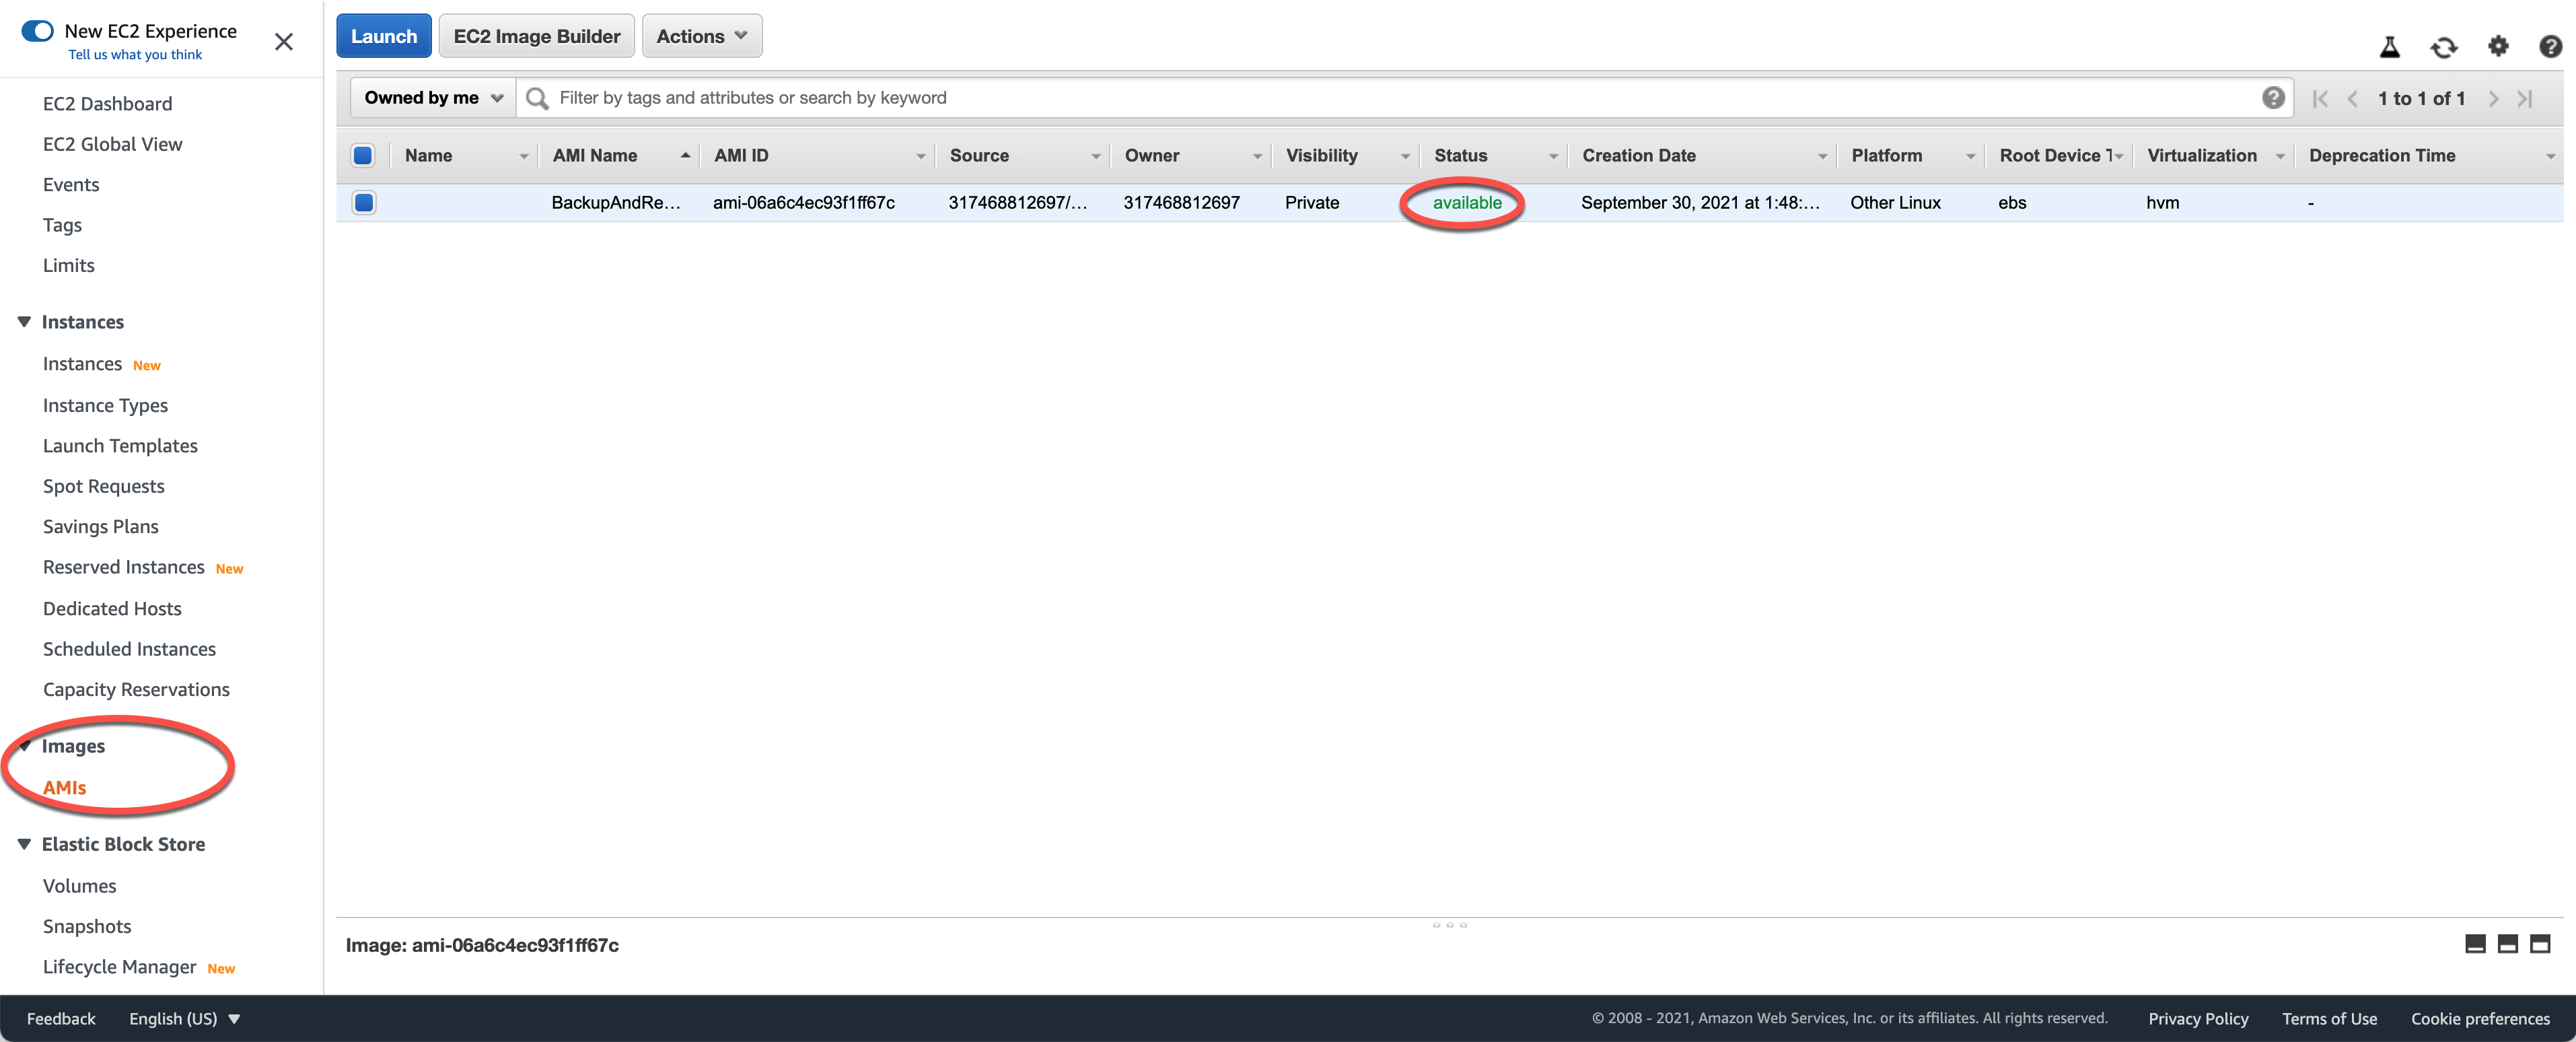 New EC2 Experience
Tell us what you think
EC2 Dashboard
EC2 Global View
Events
Tags
Limits
Instances
Instances New
Instance Types
Launch Templates
Spot Requests
Savings Plans
Reserved Instances New
Dedicated Hosts
Scheduled Instances
Capacity Reservations
Images
AMIs
Elastic Block Store
Volumes
Snapshots
Lifecycle Manager New
Launch EC2 Image Builder Actions
Owned by me Filter by tags and attributes or search by keyword 1 to 1 of 1
Name AMI Name AMI ID Source Owner Visibility Status Creation Date Platform Root Device T Virtualization Deprecation Time
BackupAndRe... ami-06a6c4ec93f1ff67c 317468812697/... 317468812697 Private available September 30, 2021 at 1:48:... Other Linux ebs hvm -
Image: ami-06a6c4ec93f1ff67c
Feedback English (US) © 2008 - 2021, Amazon Web Services, Inc. or its affiliates. All rights reserved. Privacy Policy Terms of Use Cookie preferences